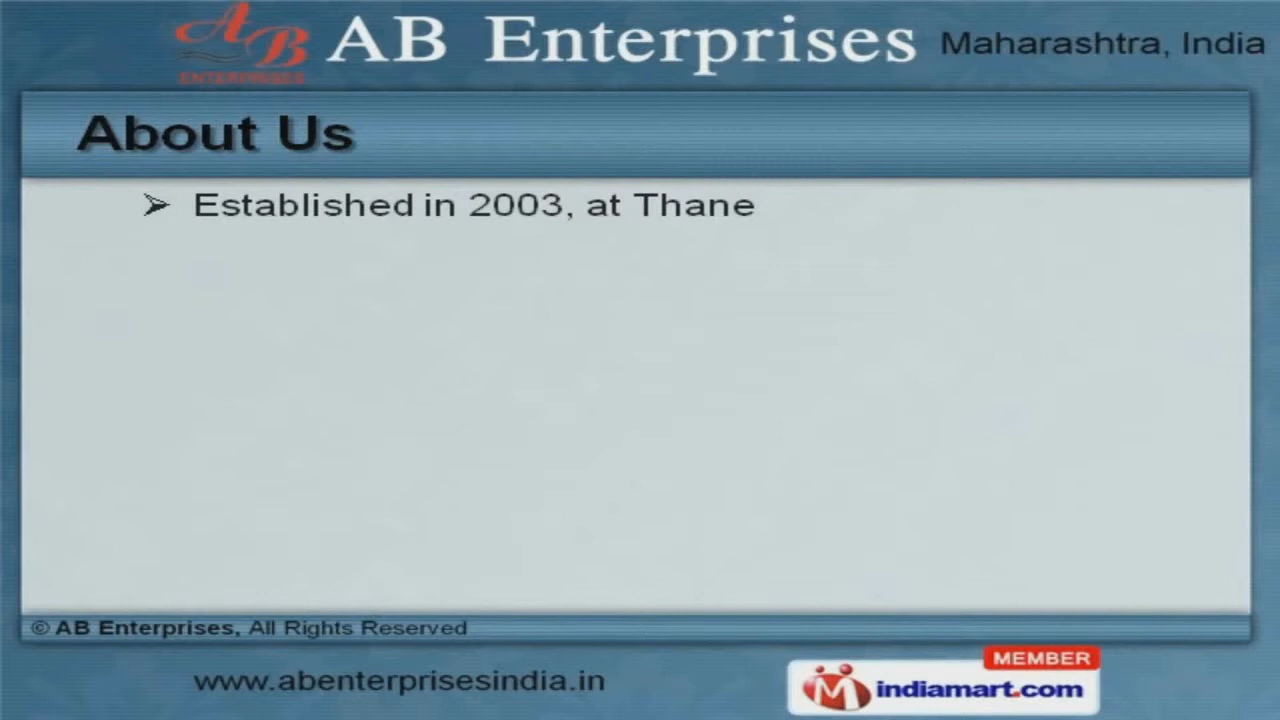 AB
ENTERPRISES
AB Enterprises
Maharashtra, India
About Us
➢ Established in 2003, at Thane
© AB Enterprises, All Rights Reserved
www.abenterprisesindia.in
MEMBER
indiamart.com